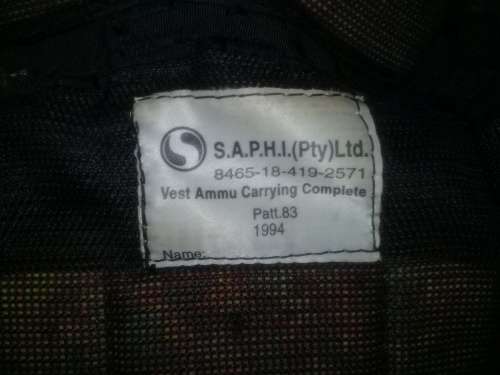 S.A.P.H.I.(Pty)Ltd.
8465-18-419-2571
Vest Ammu Carrying Complete
Patt.83
1994
Name: